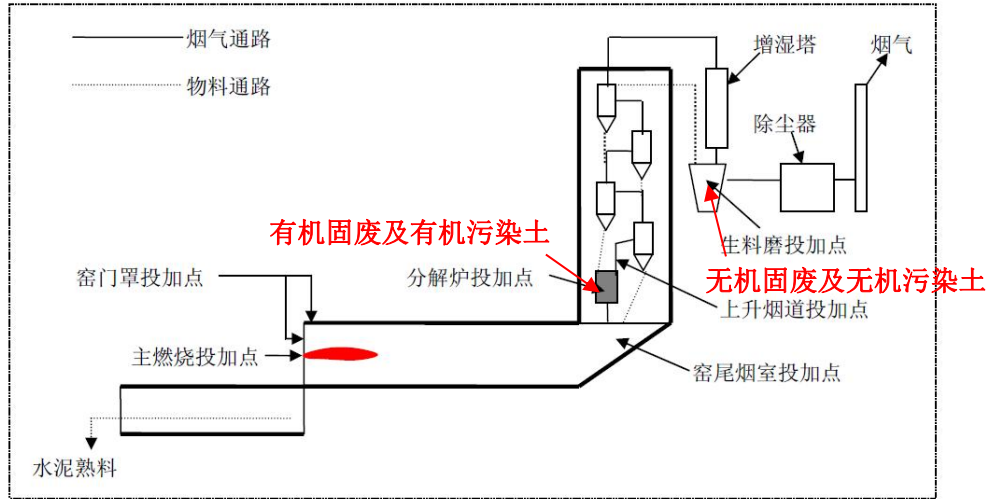 烟气通路
物料通路
增湿塔
烟气
除尘器
有机固废及有机污染土
生料磨投加点
窑门罩投加点
分解炉投加点
无机固废及无机污染土
上升烟道投加点
主燃烧投加点
窑尾烟室投加点
水泥熟料